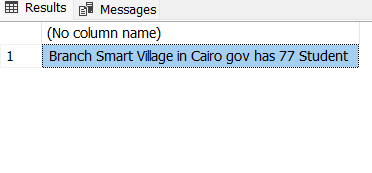 Results Messages
(No column name)
1 Branch Smart Village in Cairo gov has 77 Student